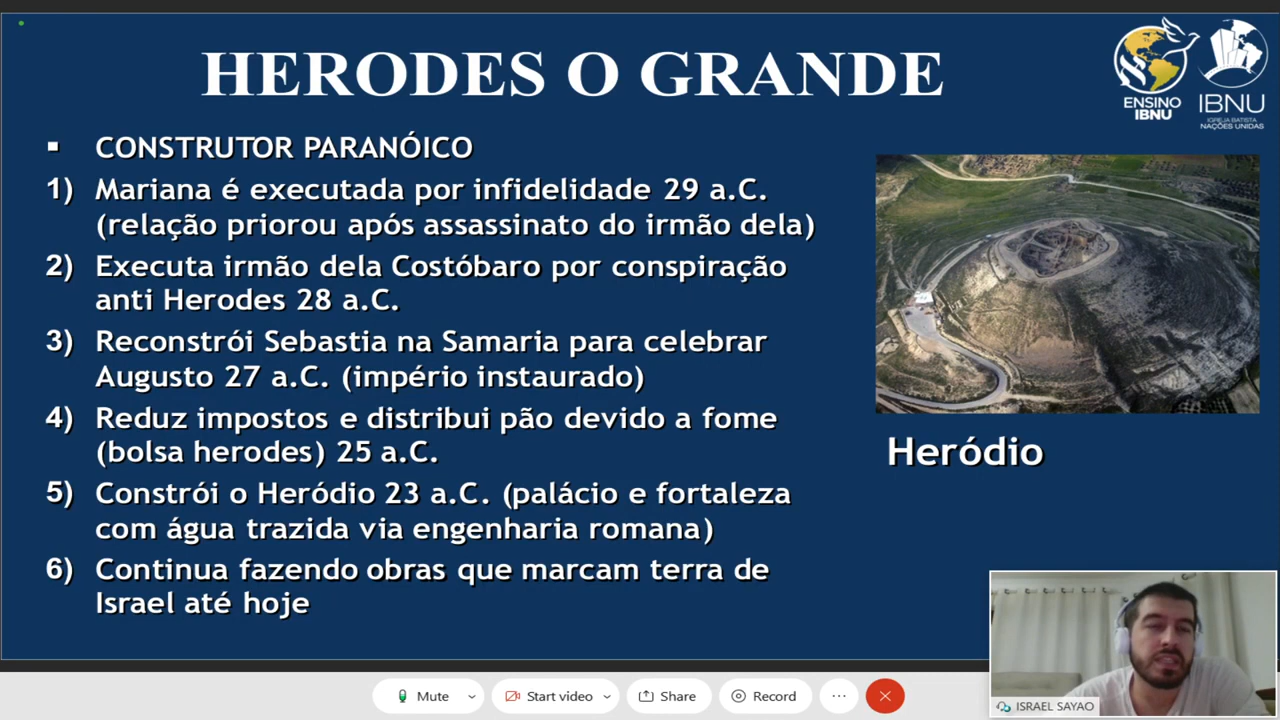 HERODES O GRANDE
ENSINO
IBNU
IBNU
IGREJA BATISTA
NAÇÕES UNIDAS
▪ CONSTRUTOR PARANÓICO
1) Mariana é executada por infidelidade 29 a.C.
(relação priorou após assassinato do irmão dela)
2) Executa irmão dela Costóbaro por conspiração
anti Herodes 28 a.C.
3) Reconstrói Sebastia na Samaria para celebrar
Augusto 27 a.C. (império instaurado)
4) Reduz impostos e distribui pão devido a fome
(bolsa herodes) 25 a.C.
5) Constrói o Heródio 23 a.C. (palácio e fortaleza
com água trazida via engenharia romana)
6) Continua fazendo obras que marcam terra de
Israel até hoje
Heródio
ISRAEL SAYAO
Mute
Start video
Share
Record